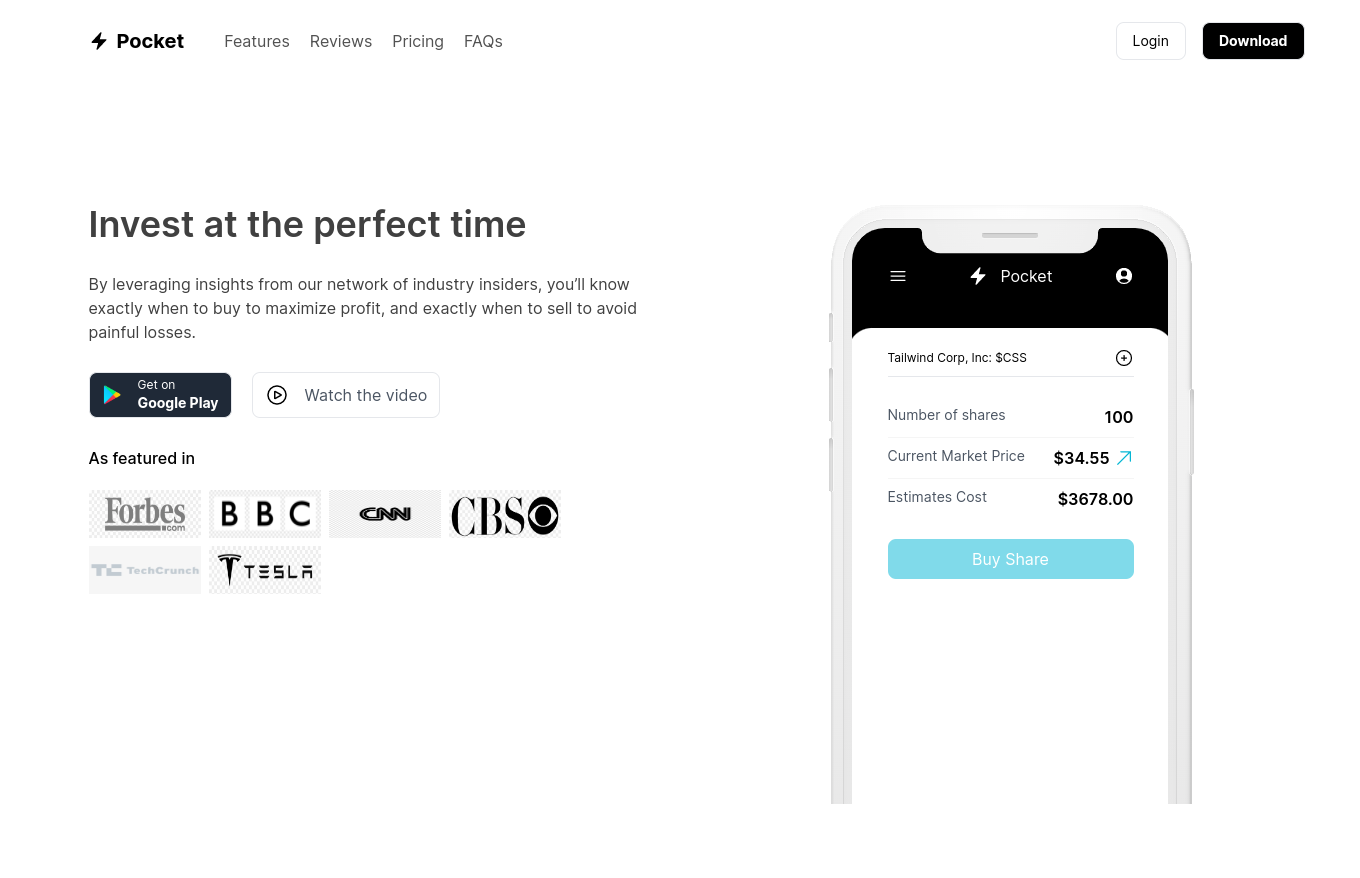 Pocket
Features
Reviews
Pricing
FAQs
Login
Download
Invest at the perfect time
By leveraging insights from our network of industry insiders, you’ll know
exactly when to buy to maximize profit, and exactly when to sell to avoid
painful losses.
Get on
Google Play
Watch the video
As featured in
Forbes
.com
BBC
CNN
CBS
TC TechCrunch
TESLA
Pocket
Tailwind Corp, Inc: $CSS
Number of shares
100
Current Market Price
$34.55
Estimates Cost
$3678.00
Buy Share